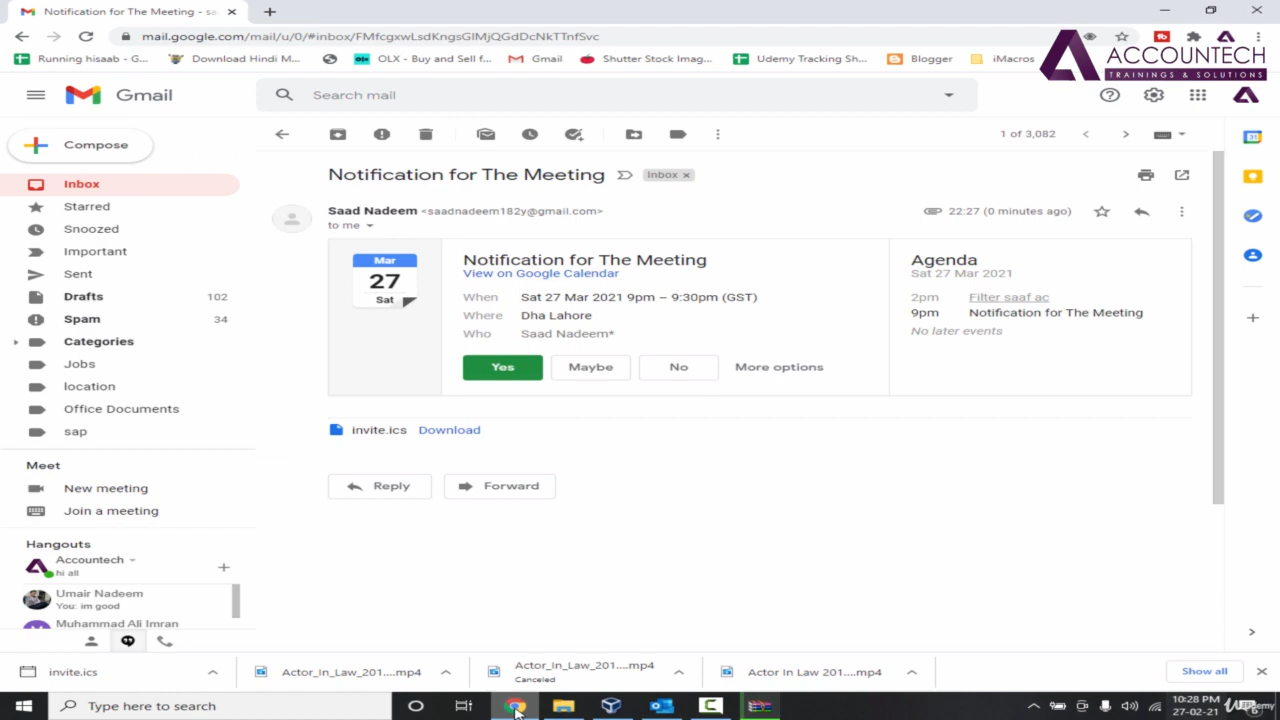 Notification for The Meeting - sa
mail.google.com/mail/u/0/#inbox/FMfcgxwLsdKngsGlMjQGdDcNkTTnfSvc
Running hisaab - G...
Download Hindi M...
OLX - Buy and Sell f...
Gmail
Shutter Stock Imag...
Udemy Tracking Sh...
Blogger
iMacros
ACCOUNTECH
TRAININGS & SOLUTIONS
Gmail
Search mail
Compose
1 of 3,082
Inbox
Starred
Snoozed
Important
Sent
Drafts 102
Spam 34
Categories
Jobs
location
Office Documents
sap
Meet
New meeting
Join a meeting
Hangouts
Accountech
hi all
Umair Nadeem
You: im good
Muhammad Ali Imran
Notification for The Meeting
Inbox x
Saad Nadeem <saadnadeem182y@gmail.com>
22:27 (0 minutes ago)
to me
Mar
27
Sat
Notification for The Meeting
View on Google Calendar
When Sat 27 Mar 2021 9pm – 9:30pm (GST)
Where Dha Lahore
Who Saad Nadeem*
Yes
Maybe
No
More options
Agenda
Sat 27 Mar 2021
2pm Filter saaf ac
9pm Notification for The Meeting
No later events
invite.ics Download
Reply
Forward
31
invite.ics
Actor_In_Law_201....mp4
Actor_In_Law_201....mp4
Canceled
Actor In Law 201....mp4
Show all
Type here to search
10:28 PM
27-02-21
Udemy